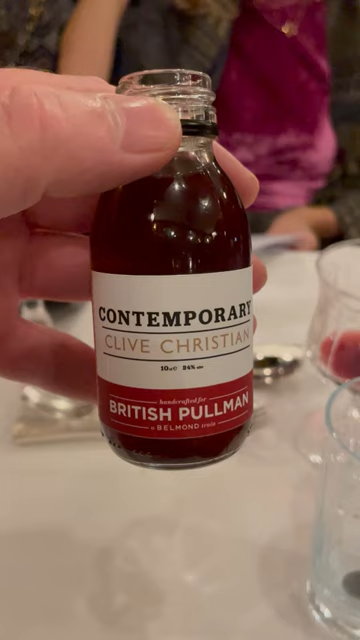 CONTEMPORARY
CLIVE CHRISTIAN
10cℓ 24% ABV
handcrafted for
BRITISH PULLMAN
A BELMOND TRAIN